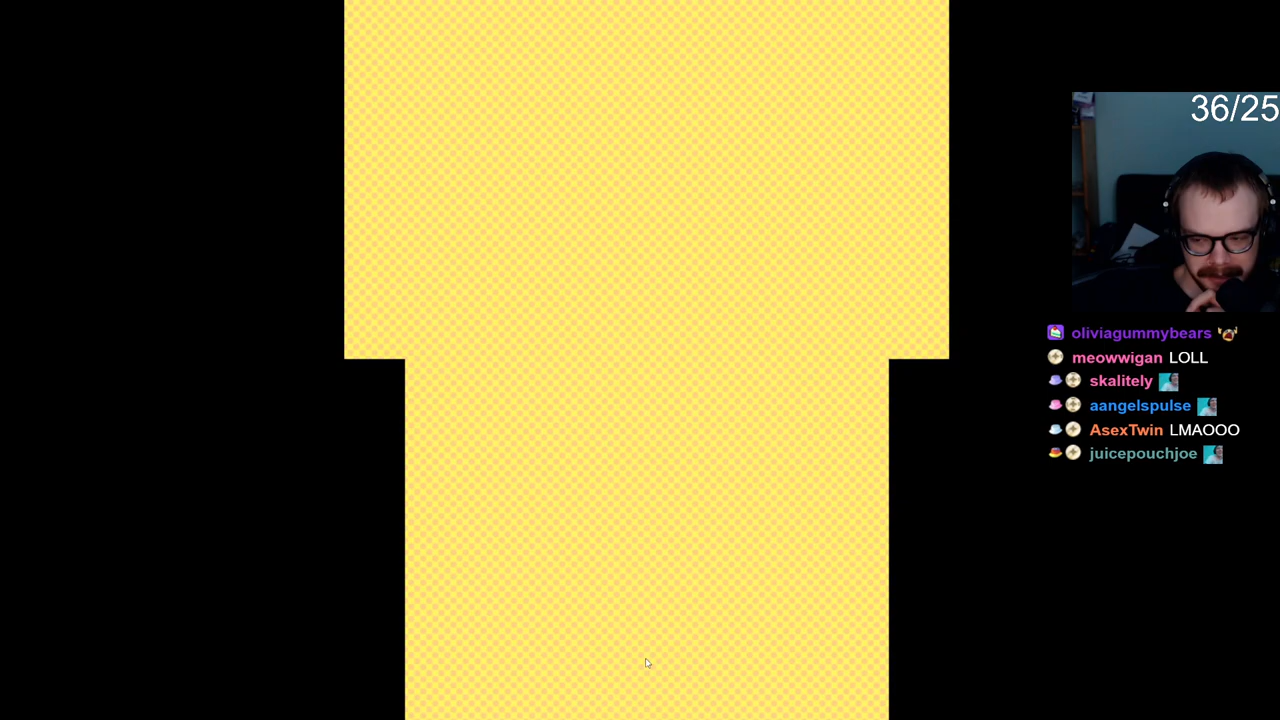 36/25
oliviagummybears
meowwigan LOLL
skalitely
aangelspulse
AsexTwin LMAOOO
juicepouchjoe